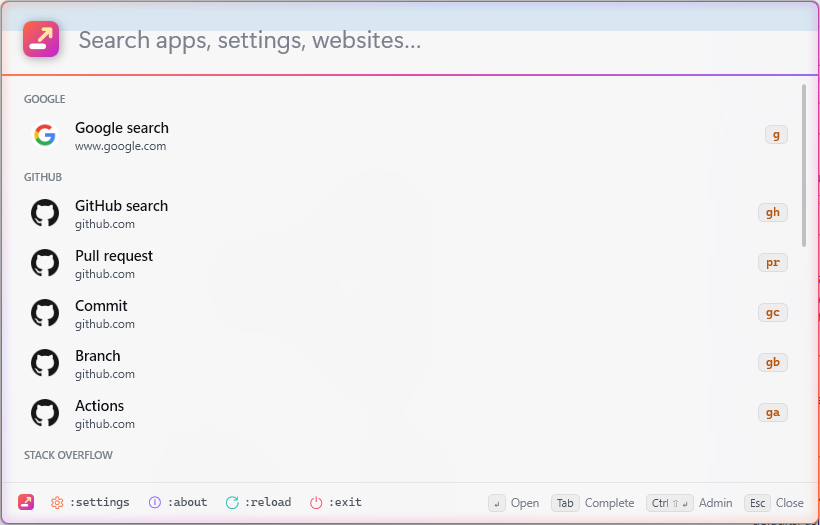 Search apps, settings, websites...
GOOGLE
Google search
www.google.com
g
GITHUB
GitHub search
github.com
gh
Pull request
github.com
pr
Commit
github.com
gc
Branch
github.com
gb
Actions
github.com
ga
STACK OVERFLOW
:settings :about :reload :exit ↲ Open Tab Complete Ctrl ⇧ ↲ Admin Esc Close